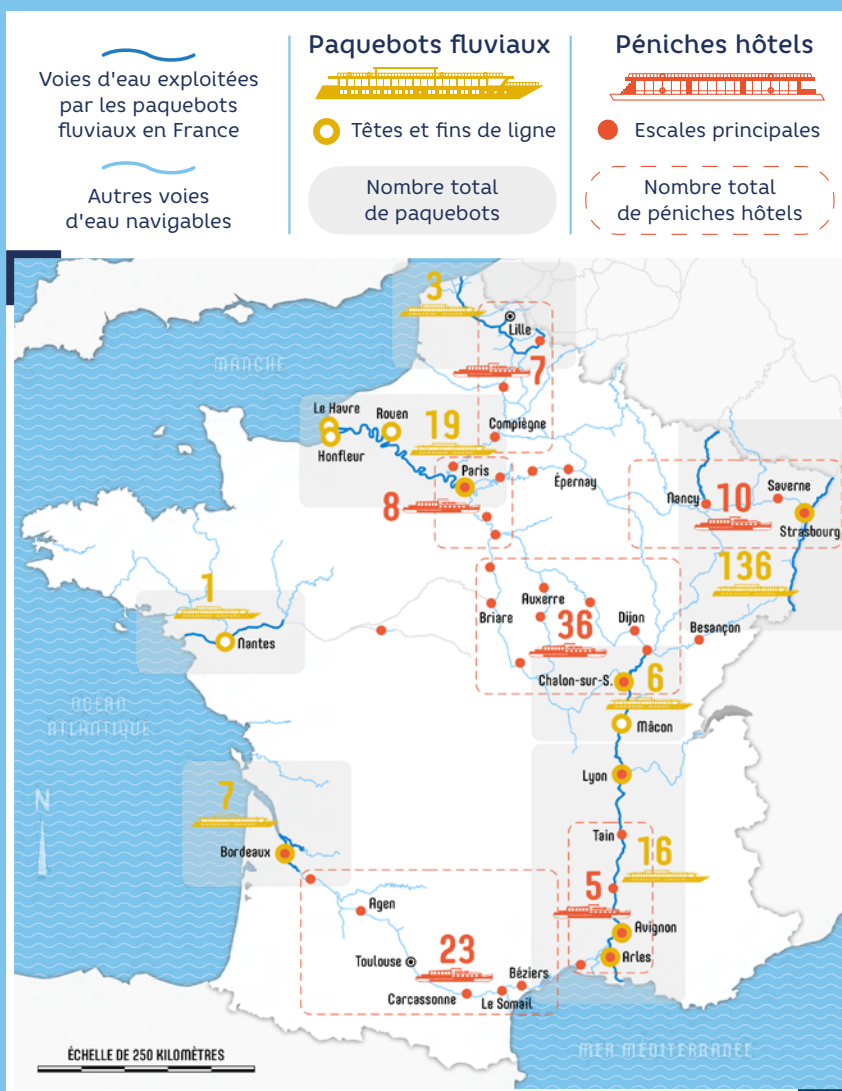 Voies d'eau exploitées
par les paquebots
fluviaux en France
Autres voies
d'eau navigables
Paquebots fluviaux
Têtes et fins de ligne
Nombre total
de paquebots
Péniches hôtels
Escales principales
Nombre total
de péniches hôtels
3
Lille
MANCHE
7
Le Havre
Rouen
19
Compiègne
Honfleur
Paris
Épernay
8
Nancy
10
Saverne
Strasbourg
136
1
Nantes
Auxerre
Briare
36
Dijon
Besançon
Chalon-sur-S.
6
OCÉAN
ATLANTIQUE
Mâcon
N
7
Lyon
Bordeaux
Tain
16
5
Agen
Avignon
Toulouse
23
Béziers
Arles
Carcassonne
Le Somail
ÉCHELLE DE 250 KILOMÈTRES
MER MÉDITERRANÉE